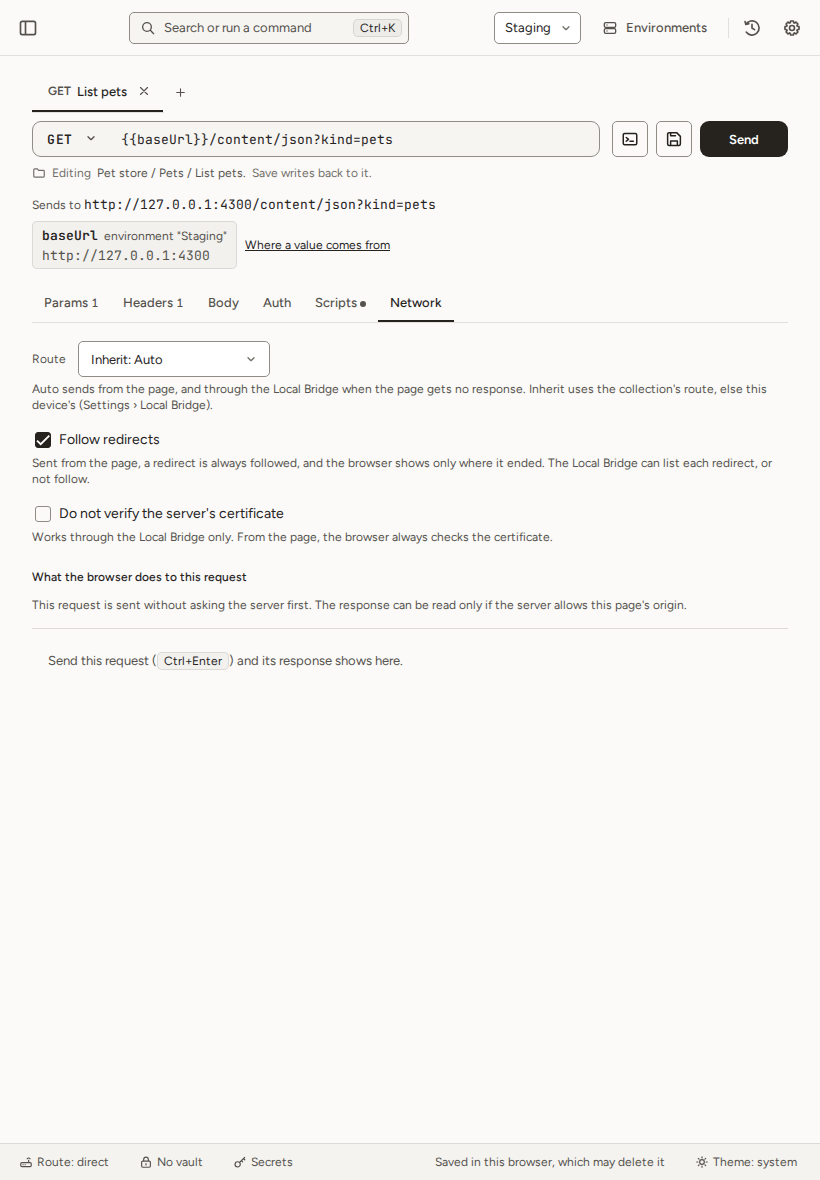 Search or run a command Ctrl+K Staging Environments
GET List pets
GET {{baseUrl}}/content/json?kind=pets Send
Editing Pet store / Pets / List pets. Save writes back to it.
Sends to http://127.0.0.1:4300/content/json?kind=pets
baseUrl environment "Staging"
http://127.0.0.1:4300
Where a value comes from
Params 1 Headers 1 Body Auth Scripts Network
Route Inherit: Auto
Auto sends from the page, and through the Local Bridge when the page gets no response. Inherit uses the collection's route, else this
device's (Settings › Local Bridge).
Follow redirects
Sent from the page, a redirect is always followed, and the browser shows only where it ended. The Local Bridge can list each redirect, or
not follow.
Do not verify the server's certificate
Works through the Local Bridge only. From the page, the browser always checks the certificate.
What the browser does to this request
This request is sent without asking the server first. The response can be read only if the server allows this page's origin.
Send this request (Ctrl+Enter) and its response shows here.
Route: direct No vault Secrets Saved in this browser, which may delete it Theme: system